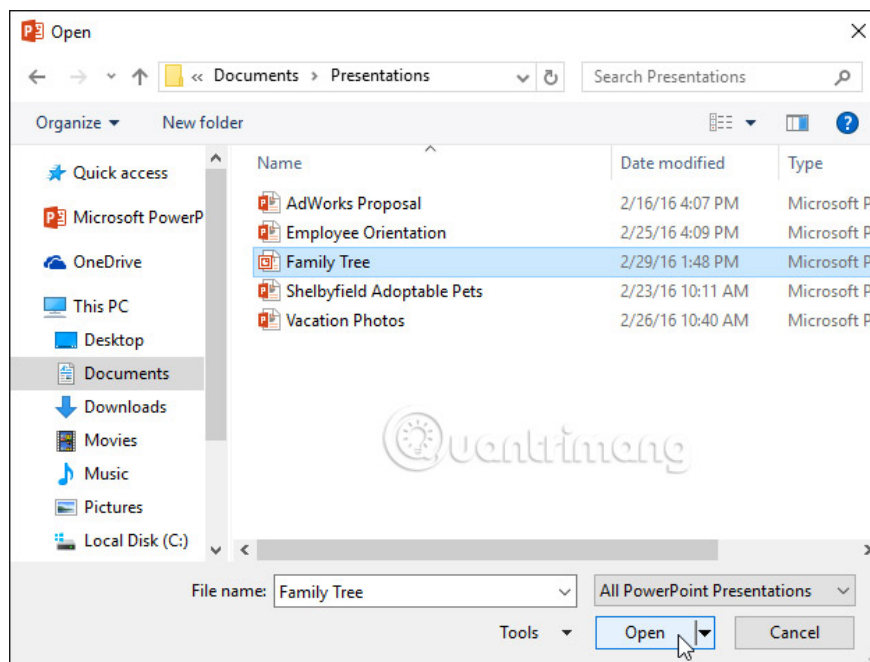 Open
« Documents › Presentations
Search Presentations
Organize
New folder
Name
Date modified
Type
Quick access
Microsoft PowerP
OneDrive
This PC
Desktop
Documents
Downloads
Movies
Music
Pictures
Local Disk (C:)
AdWorks Proposal 2/16/16 4:07 PM Microsoft P
Employee Orientation 2/25/16 4:09 PM Microsoft P
Family Tree 2/29/16 1:48 PM Microsoft P
Shelbyfield Adoptable Pets 2/23/16 10:11 AM Microsoft P
Vacation Photos 2/26/16 10:40 AM Microsoft P
Quantrimang
File name: Family Tree
All PowerPoint Presentations
Tools
Open
Cancel